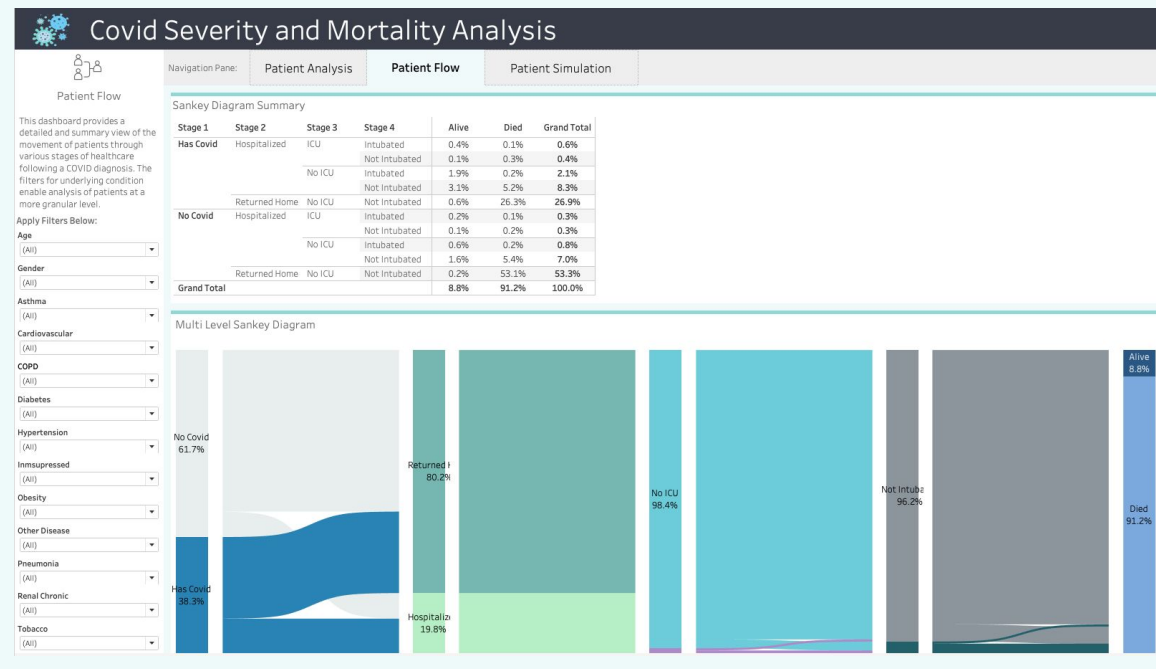 Covid Severity and Mortality Analysis
Patient Flow
This dashboard provides a
detailed and summary view of the
movement of patients through
various stages of healthcare
following a COVID diagnosis. The
filters for underlying condition
enable analysis of patients at a
more granular level.
Apply Filters Below:
Age
(All)
Gender
(All)
Asthma
(All)
Cardiovascular
(All)
COPD
(All)
Diabetes
(All)
Hypertension
(All)
Inmsupressed
(All)
Obesity
(All)
Other Disease
(All)
Pneumonia
(All)
Renal Chronic
(All)
Tobacco
(All)
Navigation Pane: Patient Analysis Patient Flow Patient Simulation
Sankey Diagram Summary
Stage 1 Stage 2 Stage 3 Stage 4 Alive Died Grand Total
Has Covid Hospitalized ICU Intubated 0.4% 0.1% 0.6%
Not Intubated 0.1% 0.3% 0.4%
No ICU Intubated 1.9% 0.2% 2.1%
Not Intubated 3.1% 5.2% 8.3%
Returned Home No ICU Not Intubated 0.6% 26.3% 26.9%
No Covid Hospitalized ICU Intubated 0.2% 0.1% 0.3%
Not Intubated 0.1% 0.2% 0.3%
No ICU Intubated 0.6% 0.2% 0.8%
Not Intubated 1.6% 5.4% 7.0%
Returned Home No ICU Not Intubated 0.2% 53.1% 53.3%
Grand Total 8.8% 91.2% 100.0%
Multi Level Sankey Diagram
No Covid
61.7%
Has Covid
38.3%
Returned H
80.2%
Hospitaliz
19.8%
No ICU
98.4%
Not Intuba
96.2%
Alive
8.8%
Died
91.2%